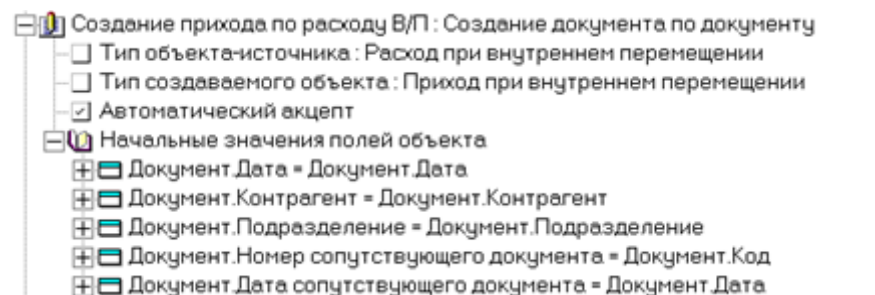 Создание прихода по расходу В/П : Создание документа по документу
Тип объекта-источника : Расход при внутреннем перемещении
Тип создаваемого объекта : Приход при внутреннем перемещении
Автоматический акцепт
Начальные значения полей объекта
Документ.Дата = Документ.Дата
Документ.Контрагент = Документ.Контрагент
Документ.Подразделение = Документ.Подразделение
Документ.Номер сопутствующего документа = Документ.Код
Документ.Дата сопутствующего документа = Документ.Дата